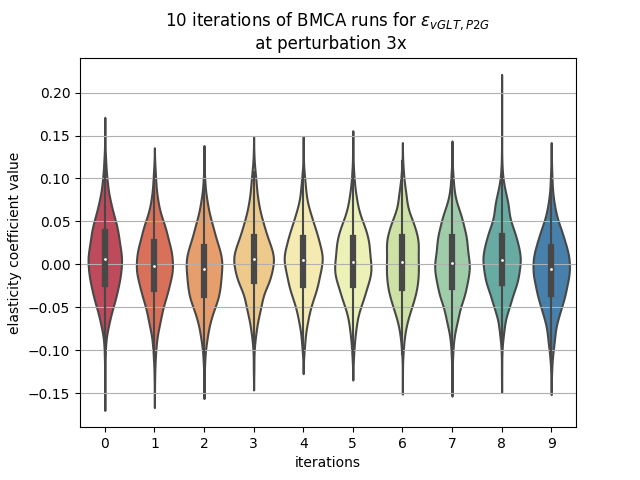 10 iterations of BMCA runs for ε_{vGLT, P2G}
at perturbation 3x
elasticity coefficient value
0.20
0.15
0.10
0.05
0.00
−0.05
−0.10
−0.15
0 1 2 3 4 5 6 7 8 9
iterations